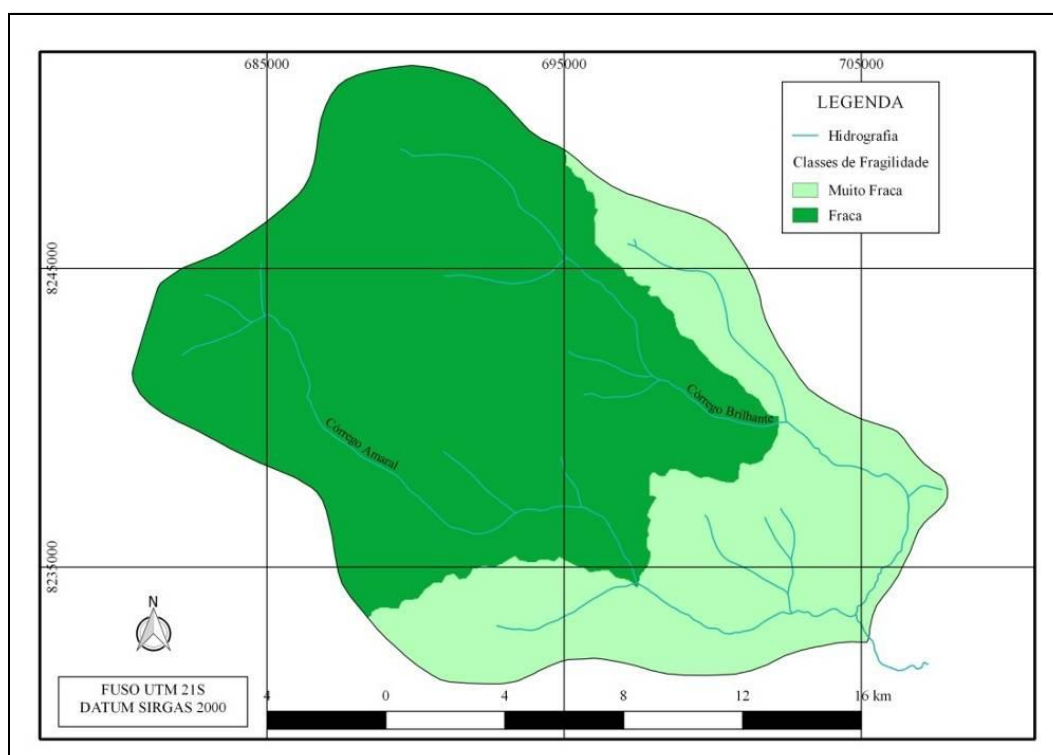 685000 695000 705000
LEGENDA
Hidrografia
Classes de Fragilidade
Muito Fraca
Fraca
8245000
Córrego Brilhante
Córrego Amaral
8235000
N
FUSO UTM 21S
DATUM SIRGAS 2000
4 0 4 8 12 16 km